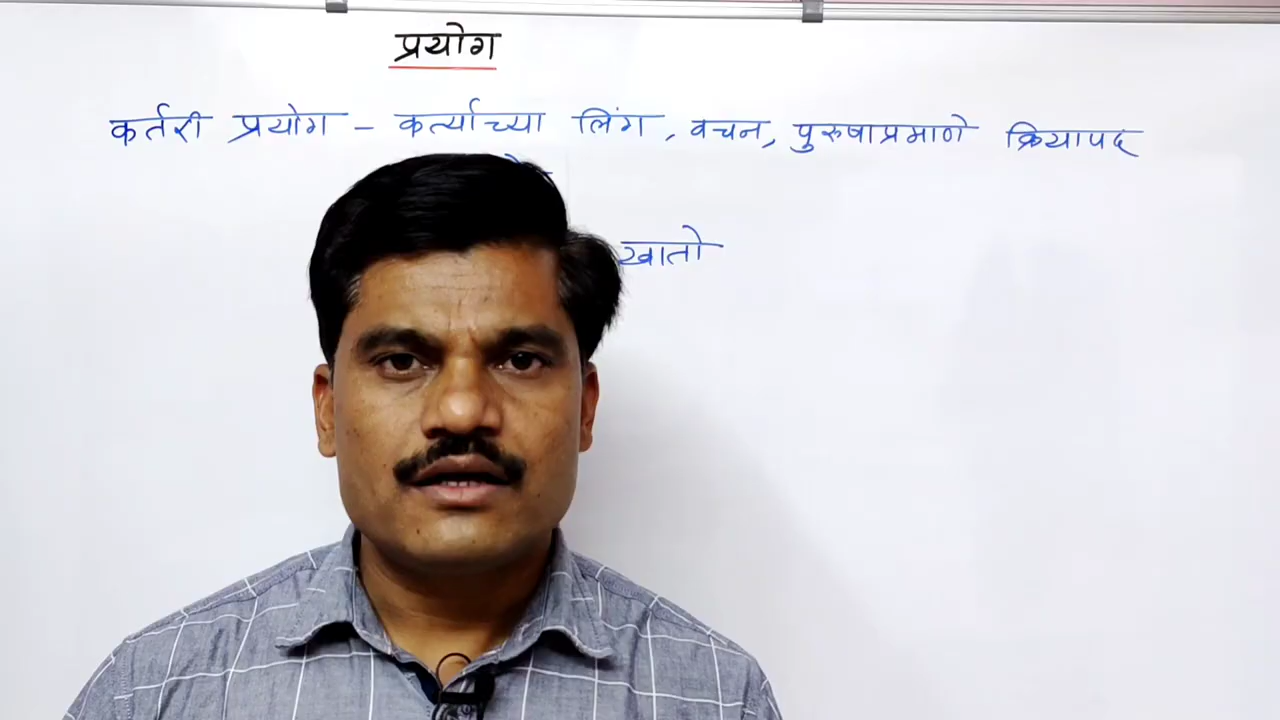 प्रयोग
कर्तरी प्रयोग - कर्त्याच्या लिंग, वचन, पुरुषाप्रमाणे क्रियापद
खातो